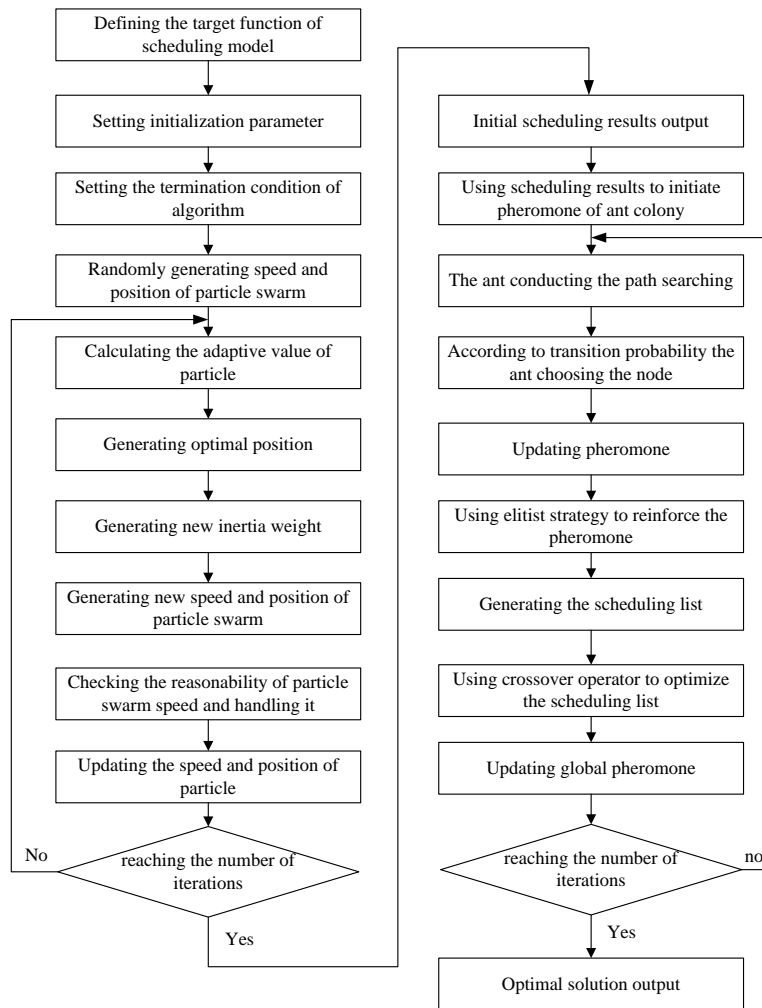 Defining the target function of
scheduling model
Setting initialization parameter
Setting the termination condition of
algorithm
Randomly generating speed and
position of particle swarm
Calculating the adaptive value of
particle
Generating optimal position
Generating new inertia weight
Generating new speed and position of
particle swarm
Checking the reasonability of particle
swarm speed and handling it
Updating the speed and position of
particle
No
reaching the number of
iterations
Yes
Initial scheduling results output
Using scheduling results to initiate
pheromone of ant colony
The ant conducting the path searching
According to transition probability the
ant choosing the node
Updating pheromone
Using elitist strategy to reinforce the
pheromone
Generating the scheduling list
Using crossover operator to optimize
the scheduling list
Updating global pheromone
reaching the number of
iterations
no
Yes
Optimal solution output